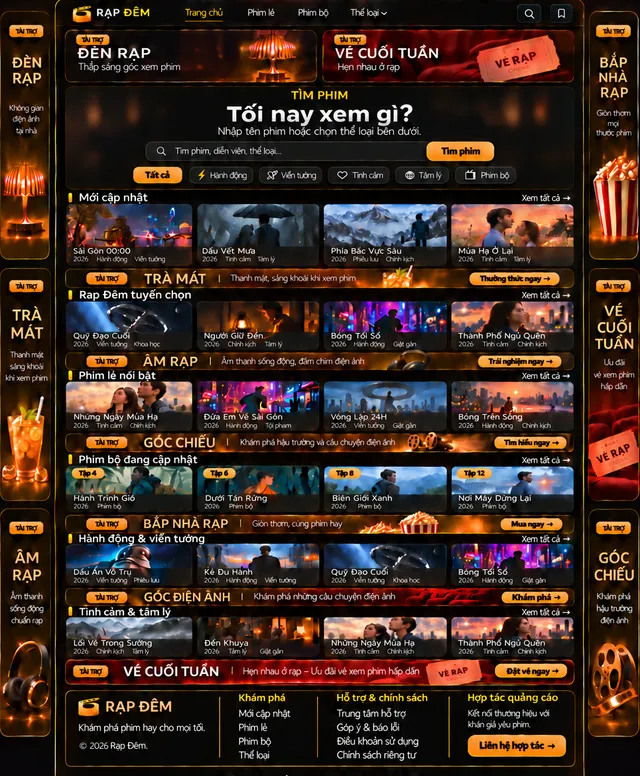 RẠP ĐÊM
Trang chủ
Phim lẻ
Phim bộ
Thể loại
TÀI TRỢ
ĐÈN RẠP
Thắp sáng góc xem phim
TÀI TRỢ
VÉ CUỐI TUẦN
Hẹn nhau ở rạp
VÉ RẠP
TÀI TRỢ
ĐÈN
RẠP
Không gian
điện ảnh
tại nhà
TÀI TRỢ
TRÀ
MÁT
Thanh mát
sảng khoái
khi xem phim
TÀI TRỢ
ÂM
RẠP
Âm thanh
sống động
chuẩn rạp
TÌM PHIM
Tối nay xem gì?
Nhập tên phim hoặc chọn thể loại bên dưới.
Tìm phim, diễn viên, thể loại...
Tìm phim
Tất cả
Hành động
Viễn tưởng
Tình cảm
Tâm lý
Phim bộ
Mới cập nhật
Xem tất cả →
Sài Gòn 00:00
2026 Hành động Viễn tưởng
Dấu Vết Mưa
2026 Tình cảm Tâm lý
Phía Bắc Vực Sâu
2026 Phiêu lưu Chính kịch
Mùa Hạ Ở Lại
2026 Tình cảm Tâm lý
TÀI TRỢ
TRÀ MÁT
Thanh mát, sảng khoái khi xem phim
Thưởng thức ngay →
Rạp Đêm tuyển chọn
Xem tất cả →
Quỹ Đạo Cuối
2026 Viễn tưởng Khoa học
Người Giữ Đèn
2026 Chính kịch Tâm lý
Bóng Tối Số
2026 Hành động Giật gân
Thành Phố Ngủ Quên
2026 Tình cảm Chính kịch
TÀI TRỢ
ÂM RẠP
Âm thanh sống động, đắm chìm điện ảnh
Trải nghiệm ngay →
Phim lẻ nổi bật
Xem tất cả →
Những Ngày Mùa Hạ
2026 Tình cảm Chính kịch
Đưa Em Về Sài Gòn
2026 Hành động Tội phạm
Vòng Lặp 24H
2026 Viễn tưởng Giật gân
Bóng Trên Sông
2026 Hành động Chính kịch
TÀI TRỢ
GÓC CHIẾU
Khám phá hậu trường và câu chuyện điện ảnh
Tìm hiểu ngay →
Phim bộ đang cập nhật
Xem tất cả →
Tập 4
Hành Trình Gió
2026 Phim bộ
Tập 6
Dưới Tán Rừng
2026 Phim bộ
Tập 8
Biên Giới Xanh
2026 Phim bộ
Tập 12
Nơi Mây Dừng Lại
2026 Phim bộ
TÀI TRỢ
BẮP NHÀ RẠP
Giòn thơm, cùng phim hay
Mua ngay →
Hành động & viễn tưởng
Xem tất cả →
Dấu Ấn Vũ Trụ
2026 Viễn tưởng Phiêu lưu
Kẻ Du Hành
2026 Hành động Viễn tưởng
Quỹ Đạo Cuối
2026 Viễn tưởng Khoa học
Bóng Tối Số
2026 Hành động Giật gân
TÀI TRỢ
GÓC ĐIỆN ẢNH
Khám phá những câu chuyện điện ảnh
Khám phá →
Tình cảm & tâm lý
Xem tất cả →
Lối Về Trong Sương
2026 Tình cảm Chính kịch
Đến Khuya
2026 Tâm lý Giật gân
Những Ngày Mùa Hạ
2026 Tình cảm Chính kịch
Thành Phố Ngủ Quên
2026 Tình cảm Tâm lý
TÀI TRỢ
VÉ CUỐI TUẦN
Hẹn nhau ở rạp – Ưu đãi vé xem phim hấp dẫn
VÉ RẠP
Đặt vé ngay →
TÀI TRỢ
BẮP
NHÀ
RẠP
Giòn thơm
mọi
thước phim
TÀI TRỢ
VÉ
CUỐI
TUẦN
Ưu đãi
vé xem phim
hấp dẫn
VÉ RẠP
TÀI TRỢ
GÓC
CHIẾU
Khám phá
hậu trường
điện ảnh
RẠP ĐÊM
Khám phá phim hay cho mọi tối.
© 2026 Rạp Đêm.
Khám phá
Mới cập nhật
Phim lẻ
Phim bộ
Thể loại
Hỗ trợ & chính sách
Trung tâm hỗ trợ
Góp ý & báo lỗi
Điều khoản sử dụng
Chính sách riêng tư
Hợp tác quảng cáo
Kết nối thương hiệu với
khán giả yêu phim.
Liên hệ hợp tác →